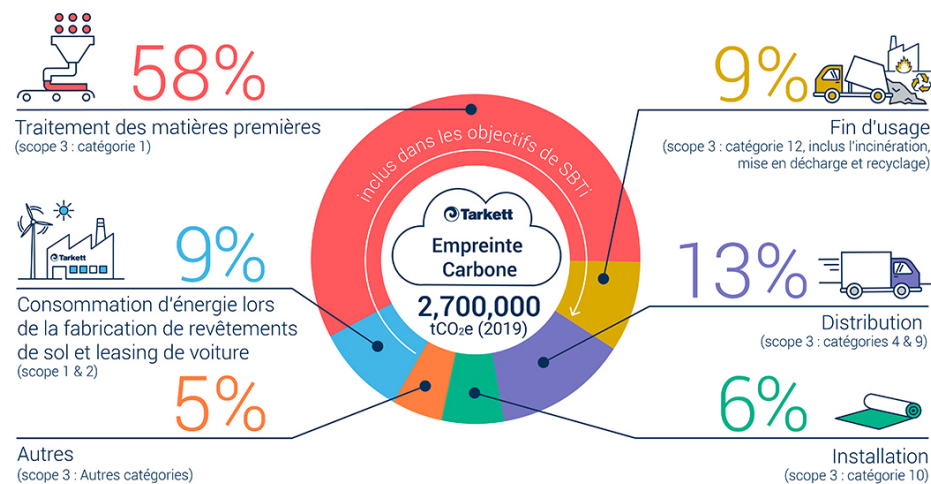 58%
Traitement des matières premières
(scope 3 : catégorie 1)
Tarkett
9%
Consommation d'énergie lors
de la fabrication de revêtements
de sol et leasing de voiture
(scope 1 & 2)
5%
Autres
(scope 3 : Autres catégories)
inclus dans les objectifs de SBTi
Tarkett
Empreinte
Carbone
2,700,000
tCO₂e (2019)
9%
Fin d'usage
(scope 3 : catégorie 12, inclus l'incinération,
mise en décharge et recyclage)
13%
Distribution
(scope 3 : catégories 4 & 9)
6%
Installation
(scope 3 : catégorie 10)